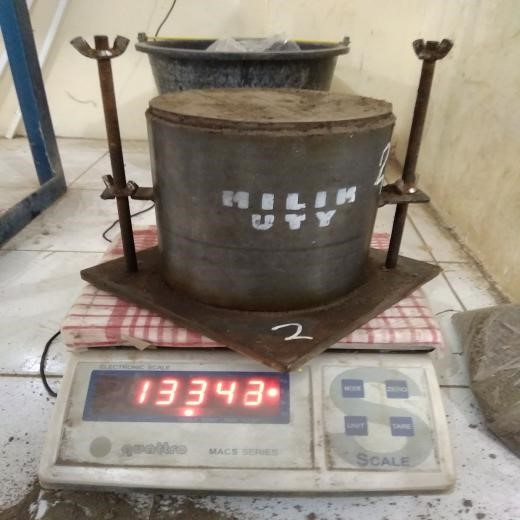 MILIK
UTY
2
2
ELECTRONIC SCALE
13343
MODE
ZERO
UNIT
TARE
quattro
MACS SERIES
S
SCALE